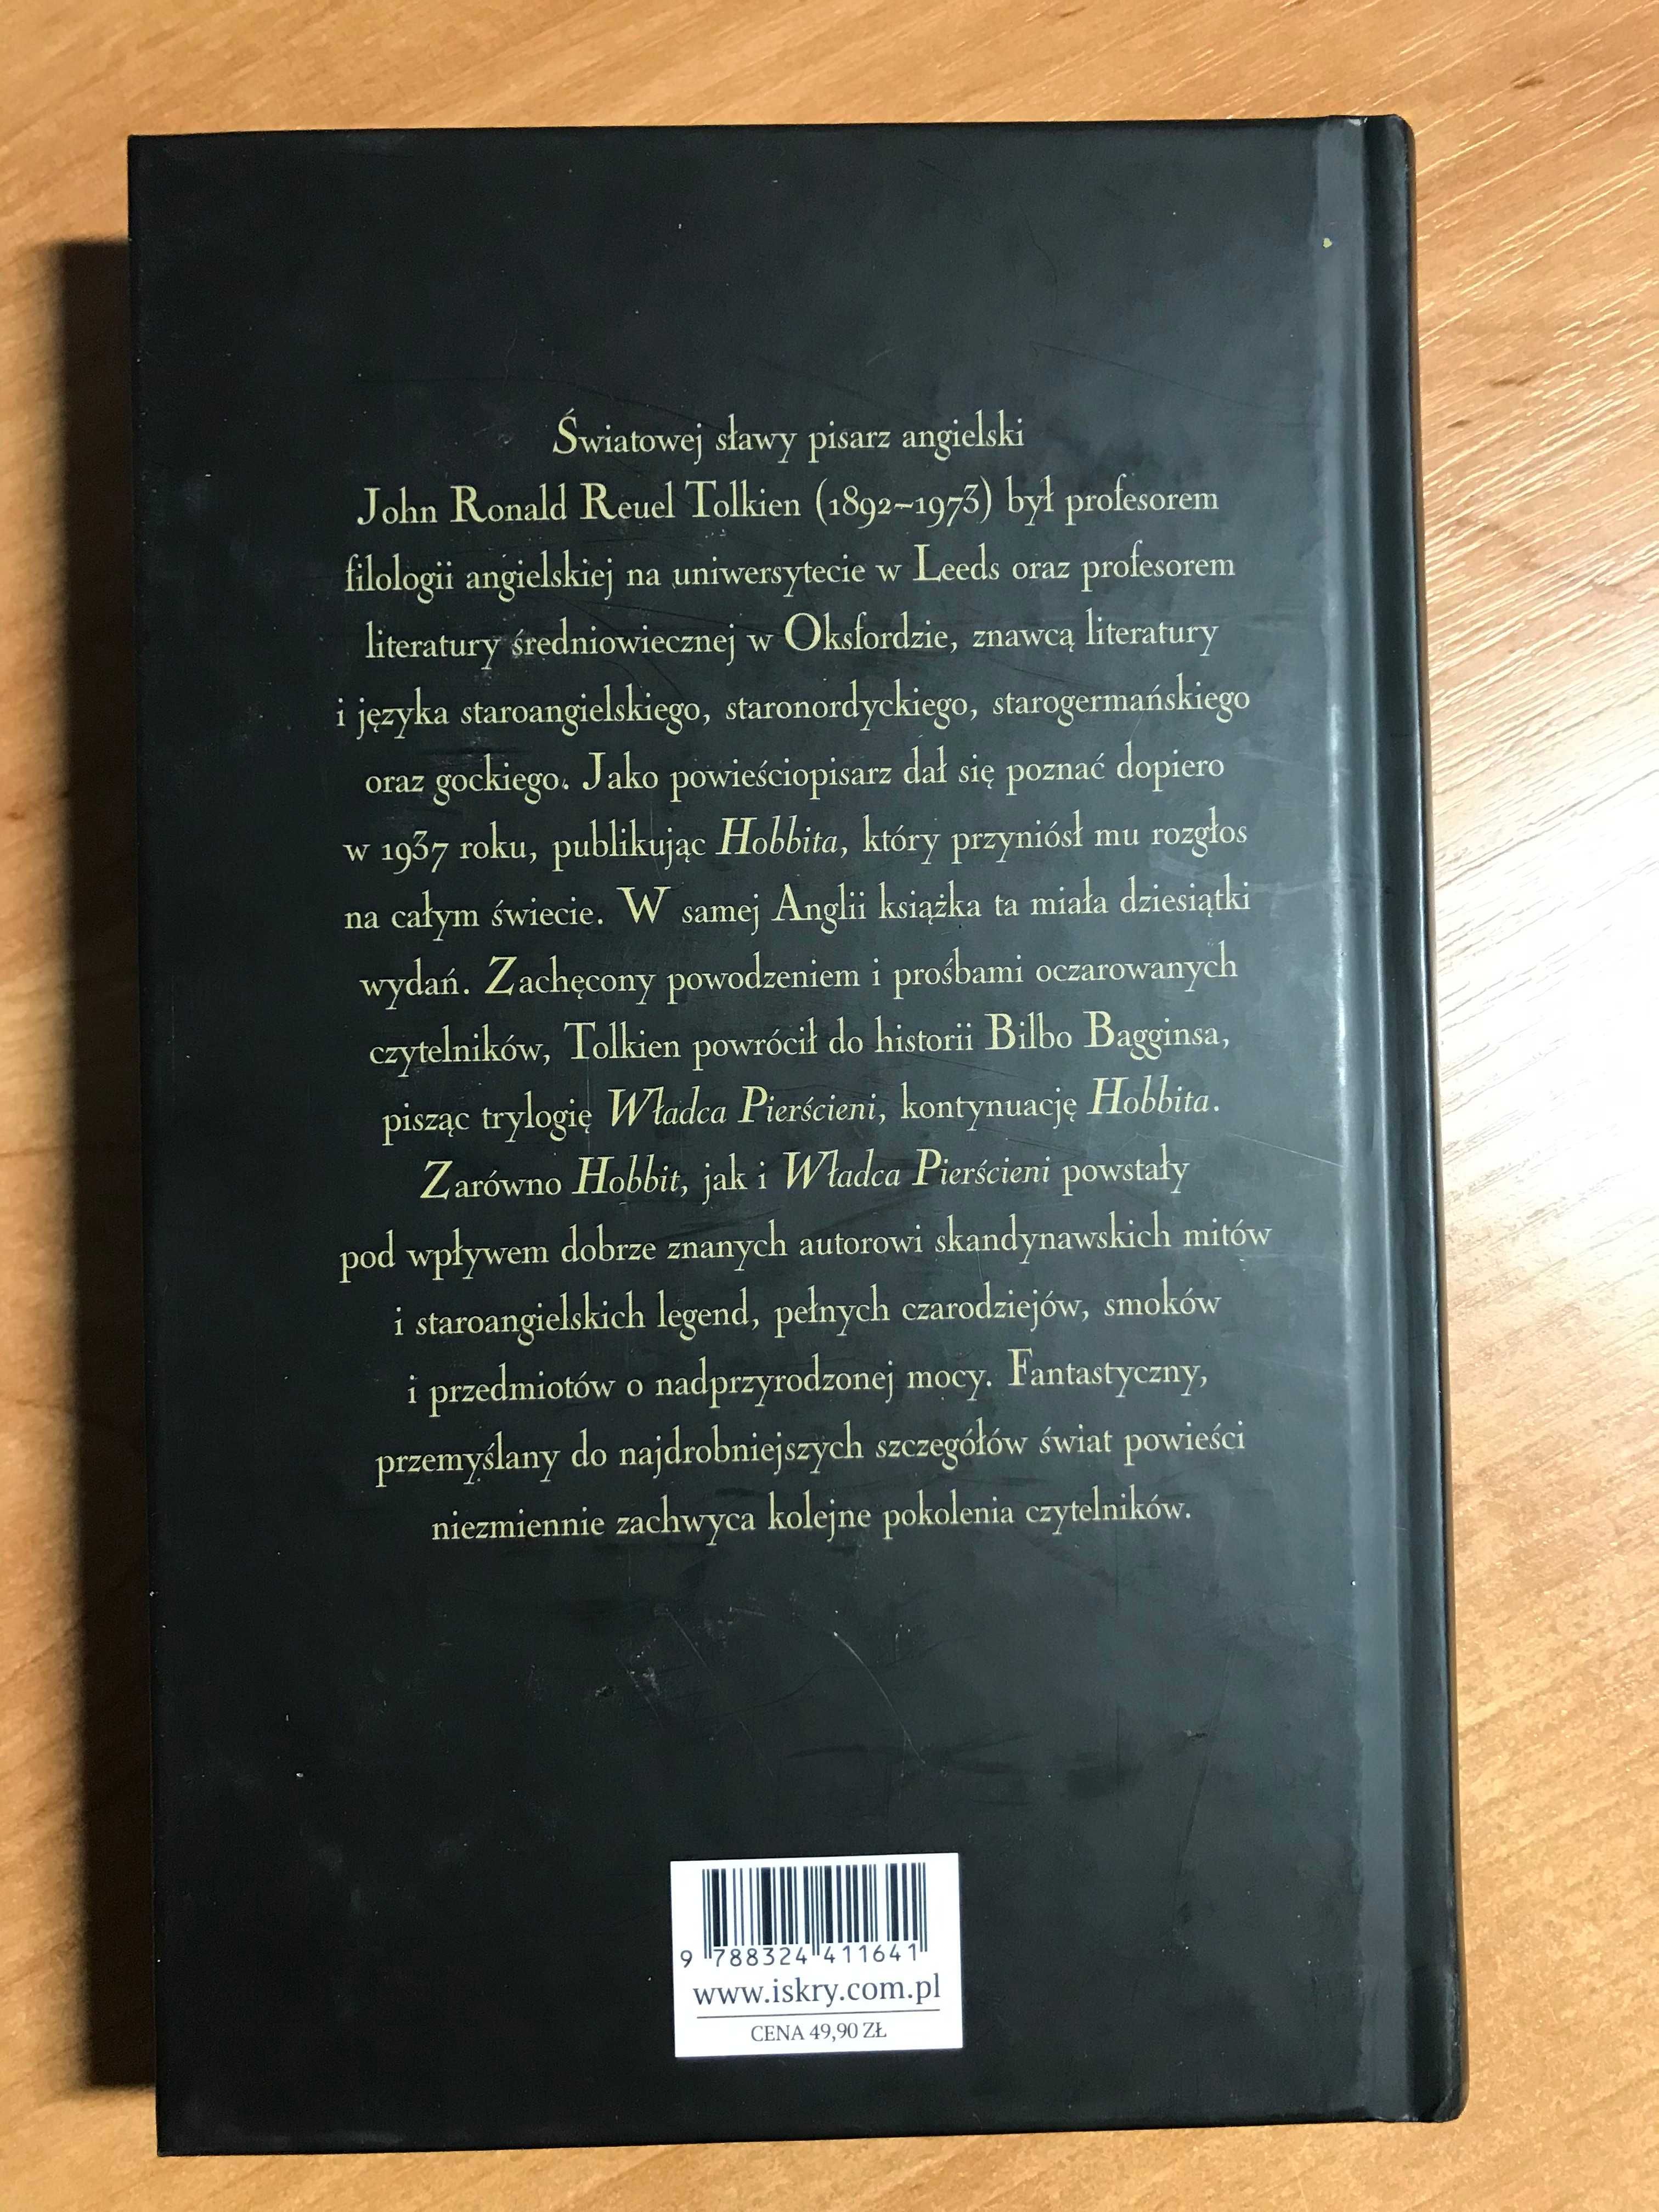 Światowej sławy pisarz angielski
John Ronald Reuel Tolkien (1892–1973) był profesorem
filologii angielskiej na uniwersytecie w Leeds oraz profesorem
literatury średniowiecznej w Oksfordzie, znawcą literatury
i języka staroangielskiego, staronordyckiego, starogermańskiego
oraz gockiego. Jako powieściopisarz dał się poznać dopiero
w 1937 roku, publikując Hobbita, który przyniósł mu rozgłos
na całym świecie. W samej Anglii książka ta miała dziesiątki
wydań. Zachęcony powodzeniem i prośbami oczarowanych
czytelników, Tolkien powrócił do historii Bilbo Bagginsa,
pisząc trylogię Władca Pierścieni, kontynuację Hobbita.
Zarówno Hobbit, jak i Władca Pierścieni powstały
pod wpływem dobrze znanych autorowi skandynawskich mitów
i staroangielskich legend, pełnych czarodziejów, smoków
i przedmiotów o nadprzyrodzonej mocy. Fantastyczny,
przemyślany do najdrobniejszych szczegółów świat powieści
niezmiennie zachwyca kolejne pokolenia czytelników.
9 788324 411641
www.iskry.com.pl
CENA 49,90 ZŁ